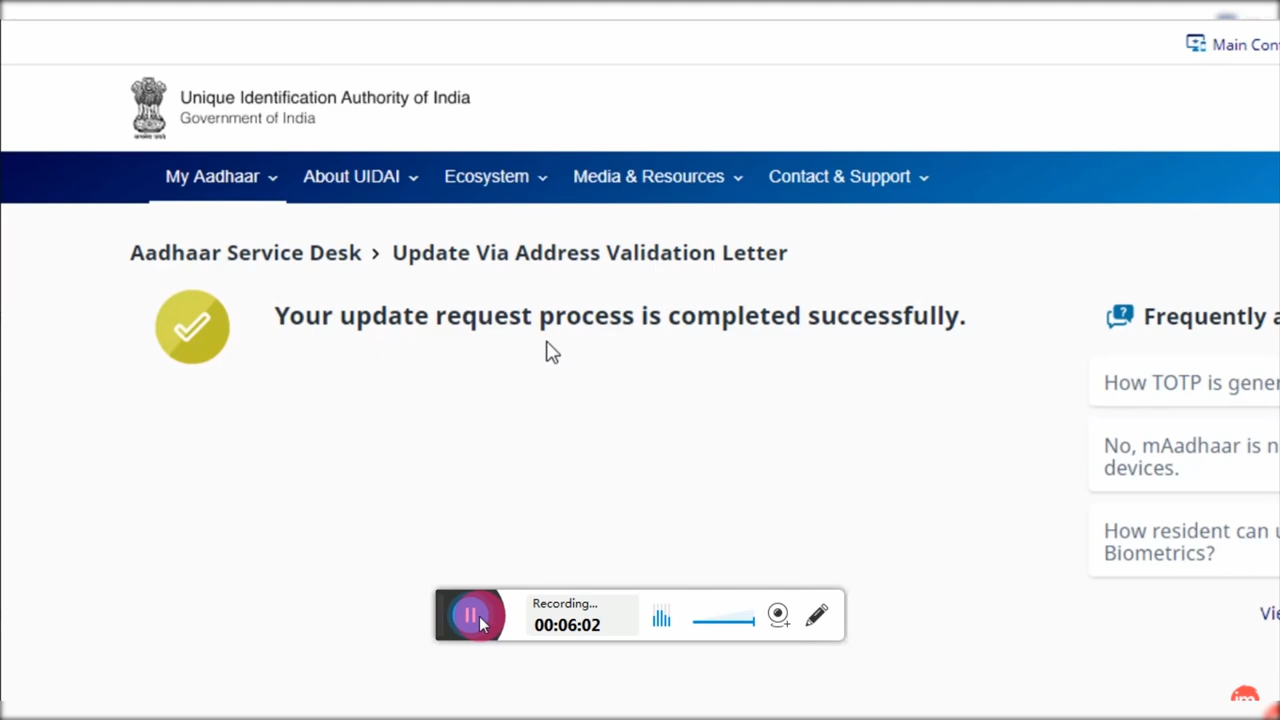 Main Con
Unique Identification Authority of India
Government of India
My Aadhaar
About UIDAI
Ecosystem
Media & Resources
Contact & Support
Aadhaar Service Desk > Update Via Address Validation Letter
Your update request process is completed successfully.
Frequently a
How TOTP is gener
No, mAadhaar is n
devices.
How resident can u
Biometrics?
Vie
Recording...
00:06:02